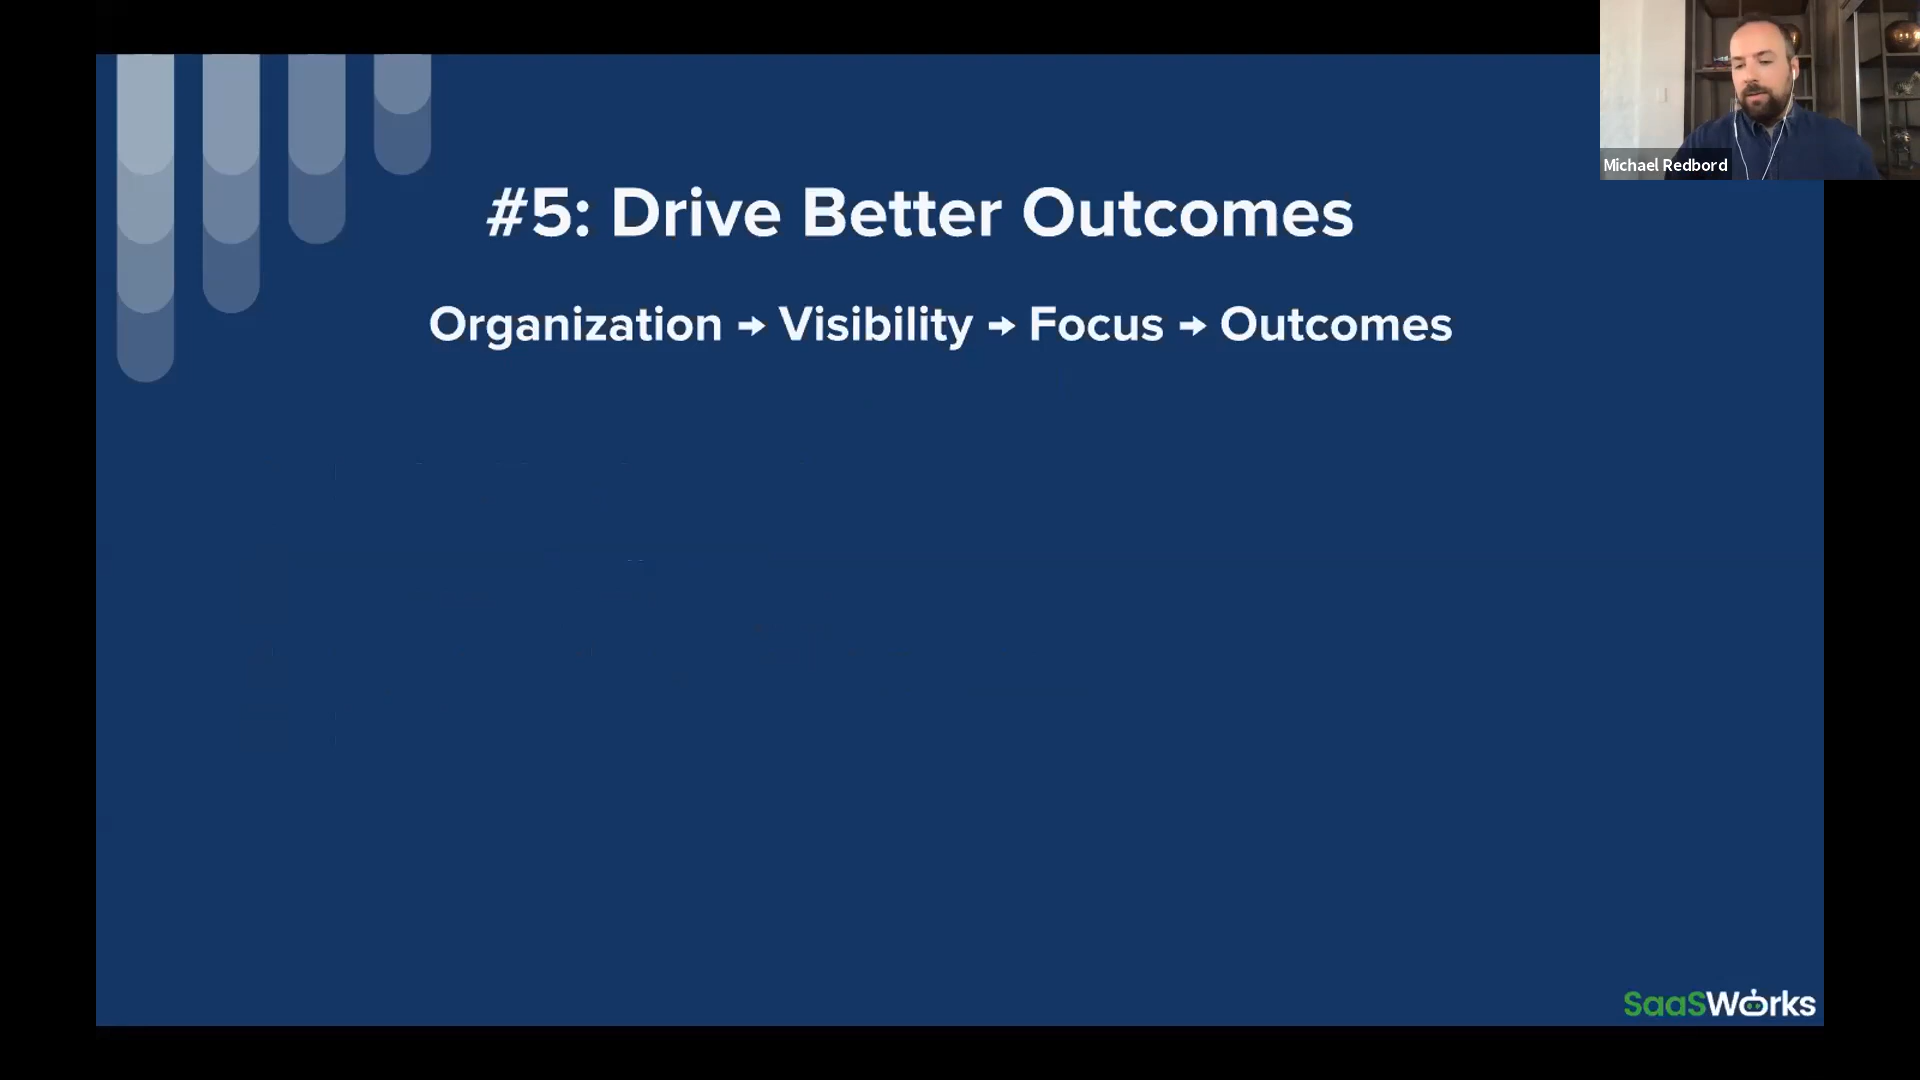 Michael Redbord
#5: Drive Better Outcomes
Organization → Visibility → Focus → Outcomes
SaaSWorks